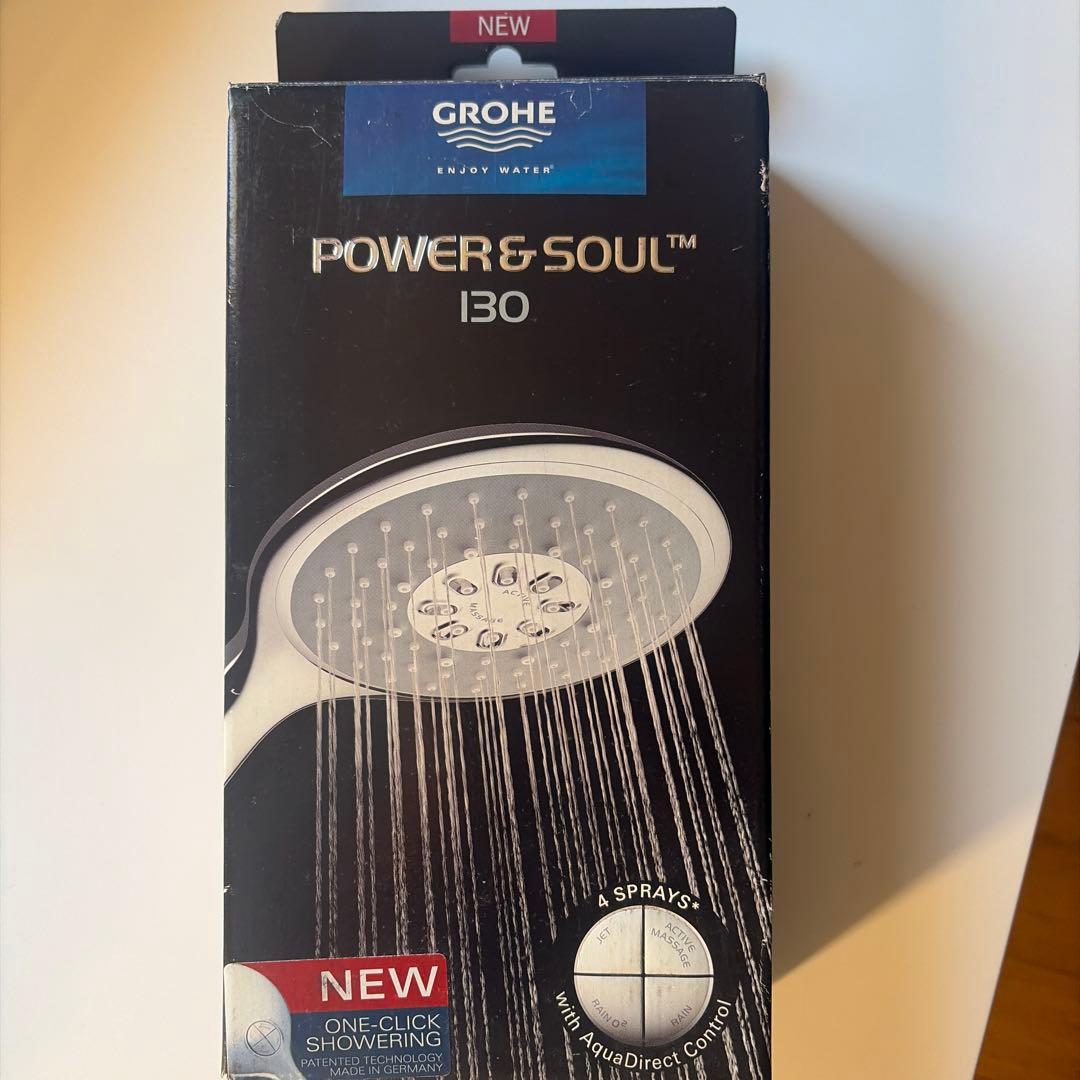 NEW
GROHE
ENJOY WATER®
POWER & SOUL™
130
ACTIVE
MASSAGE
4 SPRAYS*
JET
ACTIVE
MASSAGE
RAIN O²
RAIN
with AquaDirect Control
NEW
ONE-CLICK
SHOWERING
PATENTED TECHNOLOGY
MADE IN GERMANY